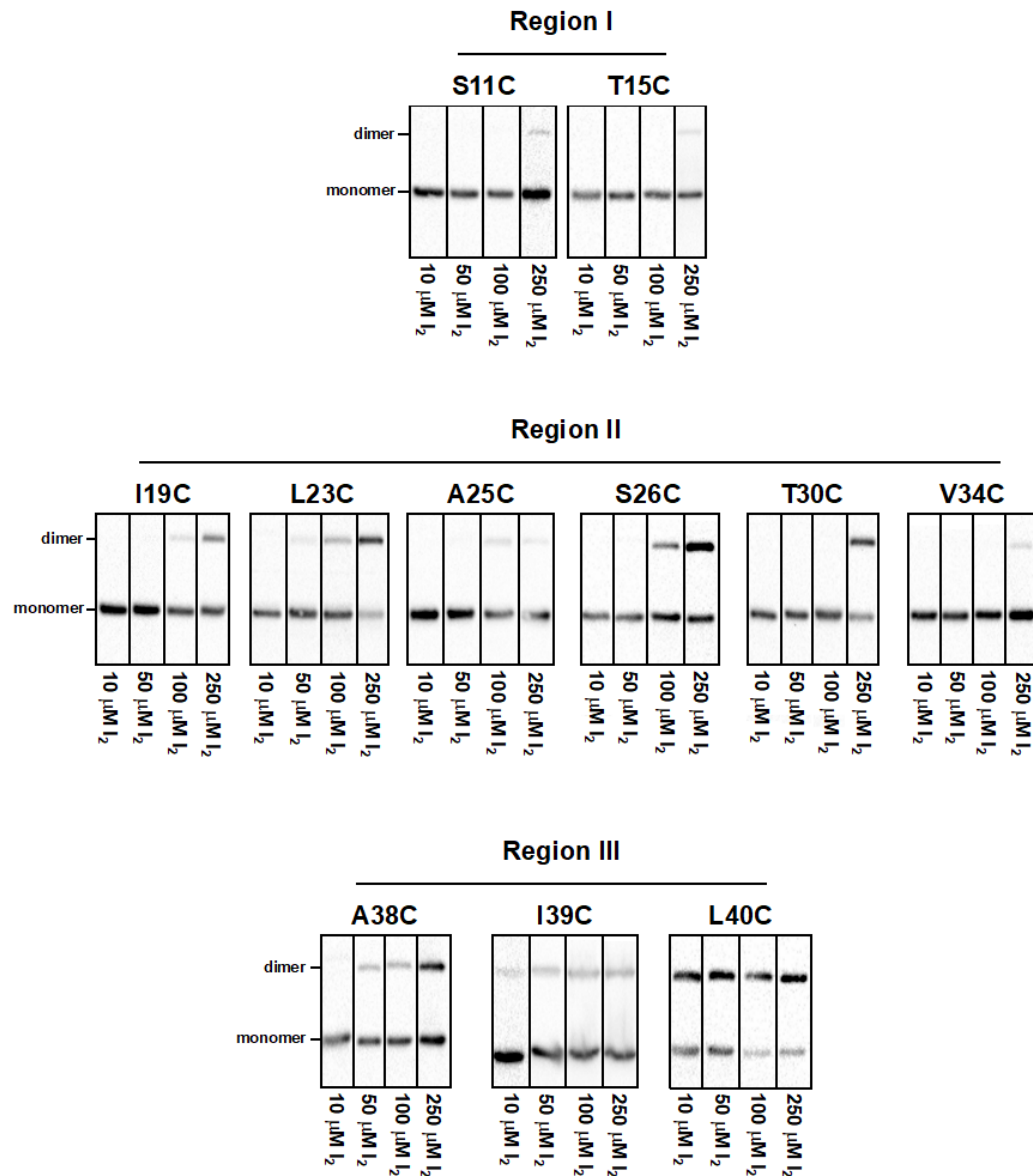 Region I
S11C T15C
dimer
monomer
10 μM I₂ 50 μM I₂ 100 μM I₂ 250 μM I₂ 10 μM I₂ 50 μM I₂ 100 μM I₂ 250 μM I₂
Region II
I19C L23C A25C S26C T30C V34C
dimer
monomer
10 μM I₂ 50 μM I₂ 100 μM I₂ 250 μM I₂ 10 μM I₂ 50 μM I₂ 100 μM I₂ 250 μM I₂ 10 μM I₂ 50 μM I₂ 100 μM I₂ 250 μM I₂ 10 μM I₂ 50 μM I₂ 100 μM I₂ 250 μM I₂ 10 μM I₂ 50 μM I₂ 100 μM I₂ 250 μM I₂ 10 μM I₂ 50 μM I₂ 100 μM I₂ 250 μM I₂
Region III
A38C I39C L40C
dimer
monomer
10 μM I₂ 50 μM I₂ 100 μM I₂ 250 μM I₂ 10 μM I₂ 50 μM I₂ 100 μM I₂ 250 μM I₂ 10 μM I₂ 50 μM I₂ 100 μM I₂ 250 μM I₂